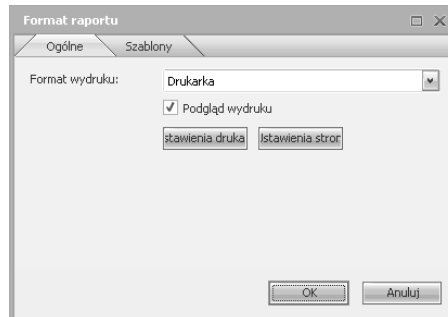 Format raportu
Ogólne Szablony
Format wydruku: Drukarka
Podgląd wydruku
stawienia druka Istawienia stror
OK Anuluj